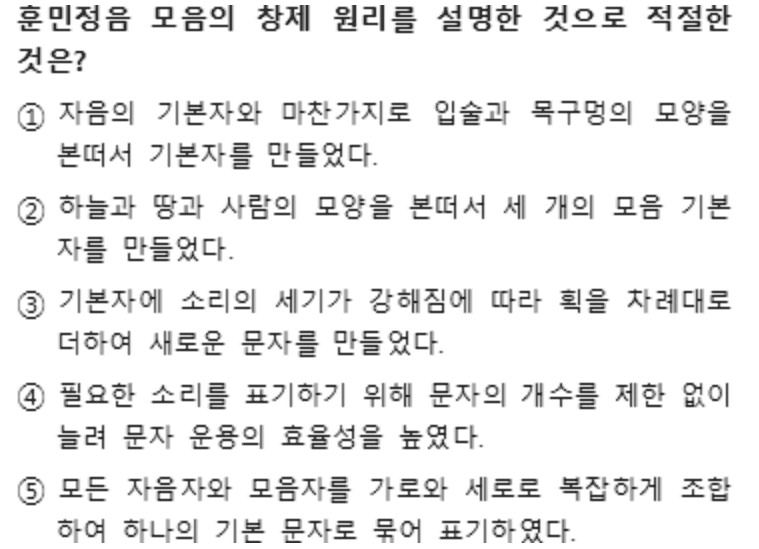 훈민정음 모음의 창제 원리를 설명한 것으로 적절한
것은?
① 자음의 기본자와 마찬가지로 입술과 목구멍의 모양을
본떠서 기본자를 만들었다.
② 하늘과 땅과 사람의 모양을 본떠서 세 개의 모음 기본
자를 만들었다.
③ 기본자에 소리의 세기가 강해짐에 따라 획을 차례대로
더하여 새로운 문자를 만들었다.
④ 필요한 소리를 표기하기 위해 문자의 개수를 제한 없이
늘려 문자 운용의 효율성을 높였다.
⑤ 모든 자음자와 모음자를 가로와 세로로 복잡하게 조합
하여 하나의 기본 문자로 묶어 표기하였다.